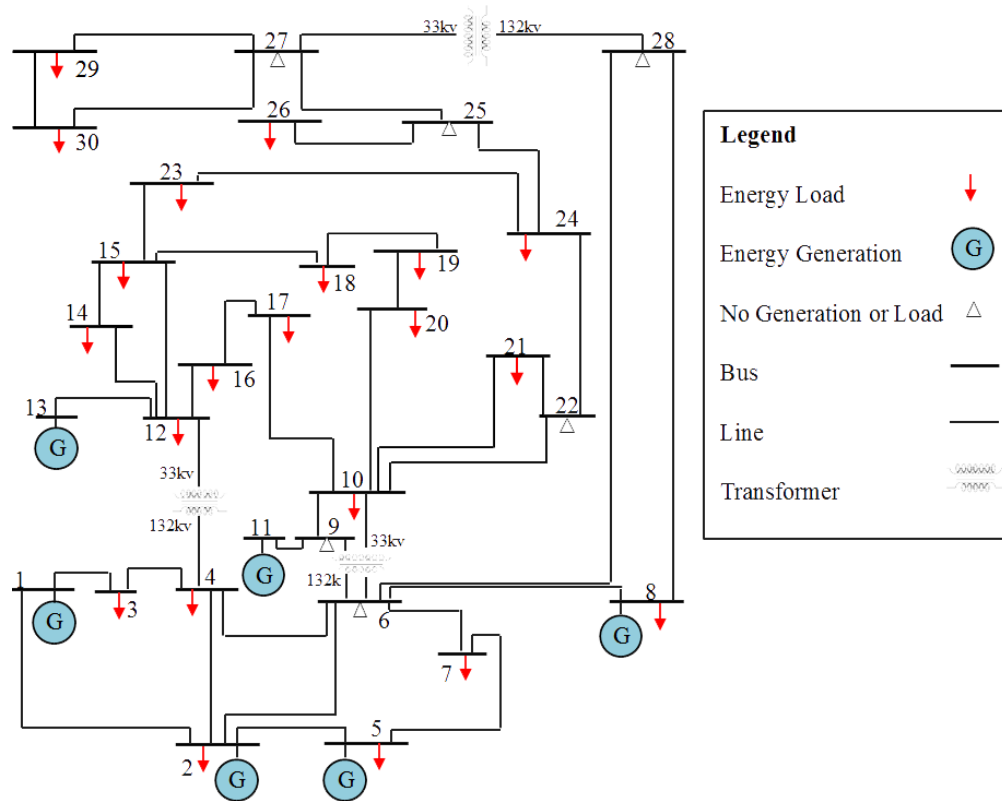 33kv
132kv
27
28
29
26
25
30
23
24
15
19
18
14
17
20
21
16
22
13
12
G
33kv
10
132kv
11
9
33kv
132k
1
4
G
G
3
6
8
G
7
5
2
G
G
Legend
Energy Load
Energy Generation
G
No Generation or Load
Bus
Line
Transformer